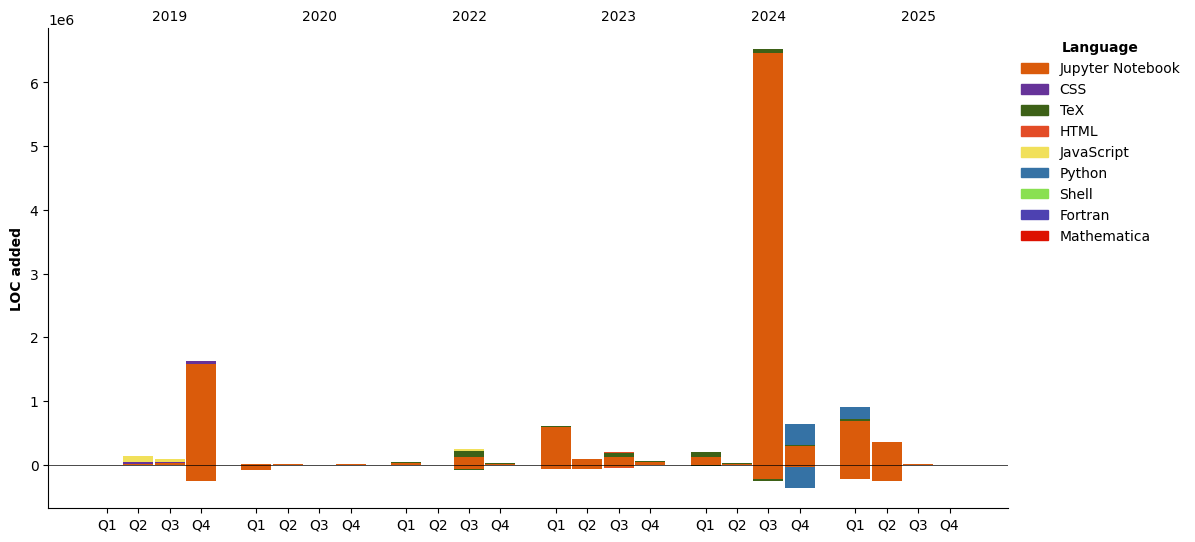 2019 2020 2022 2023 2024 2025
1e6
Language
Jupyter Notebook
CSS
TeX
HTML
JavaScript
Python
Shell
Fortran
Mathematica
LOC added
6
5
4
3
2
1
0
Q1 Q2 Q3 Q4 Q1 Q2 Q3 Q4 Q1 Q2 Q3 Q4 Q1 Q2 Q3 Q4 Q1 Q2 Q3 Q4 Q1 Q2 Q3 Q4